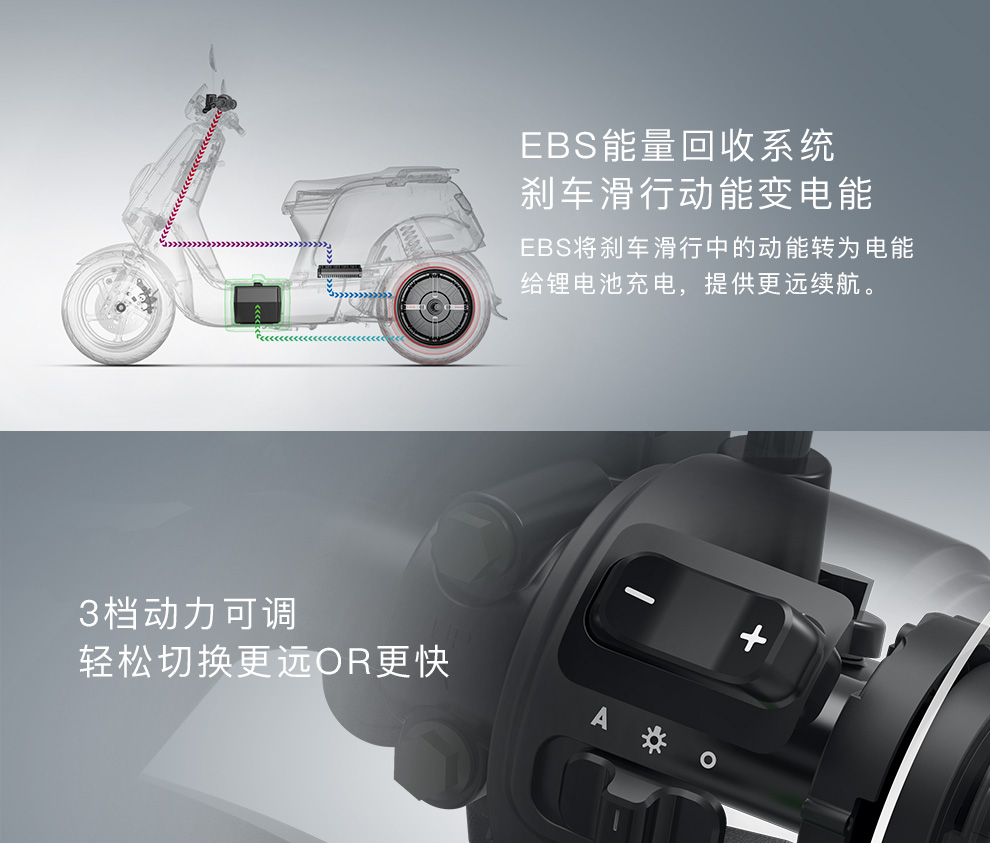 EBS能量回收系统
刹车滑行动能变电能
EBS将刹车滑行中的动能转为电能
给锂电池充电，提供更远续航。
3档动力可调
轻松切换更远OR更快
− +
A O